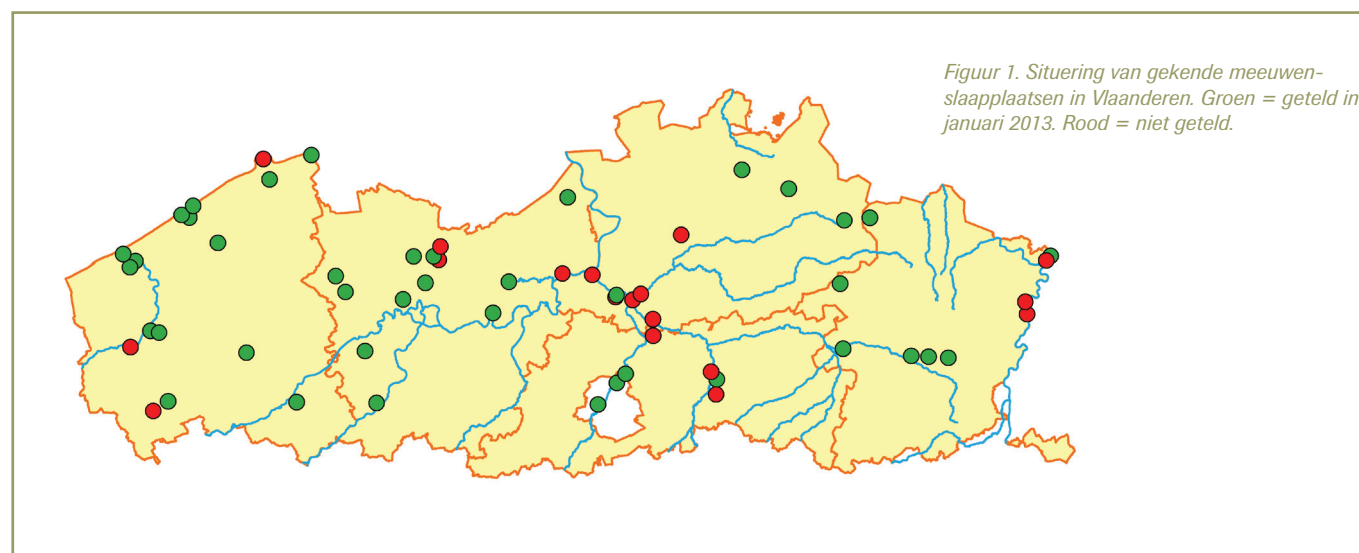 Figuur 1. Situering van gekende meeuwen-
slaapplaatsen in Vlaanderen. Groen = geteld in
januari 2013. Rood = niet geteld.